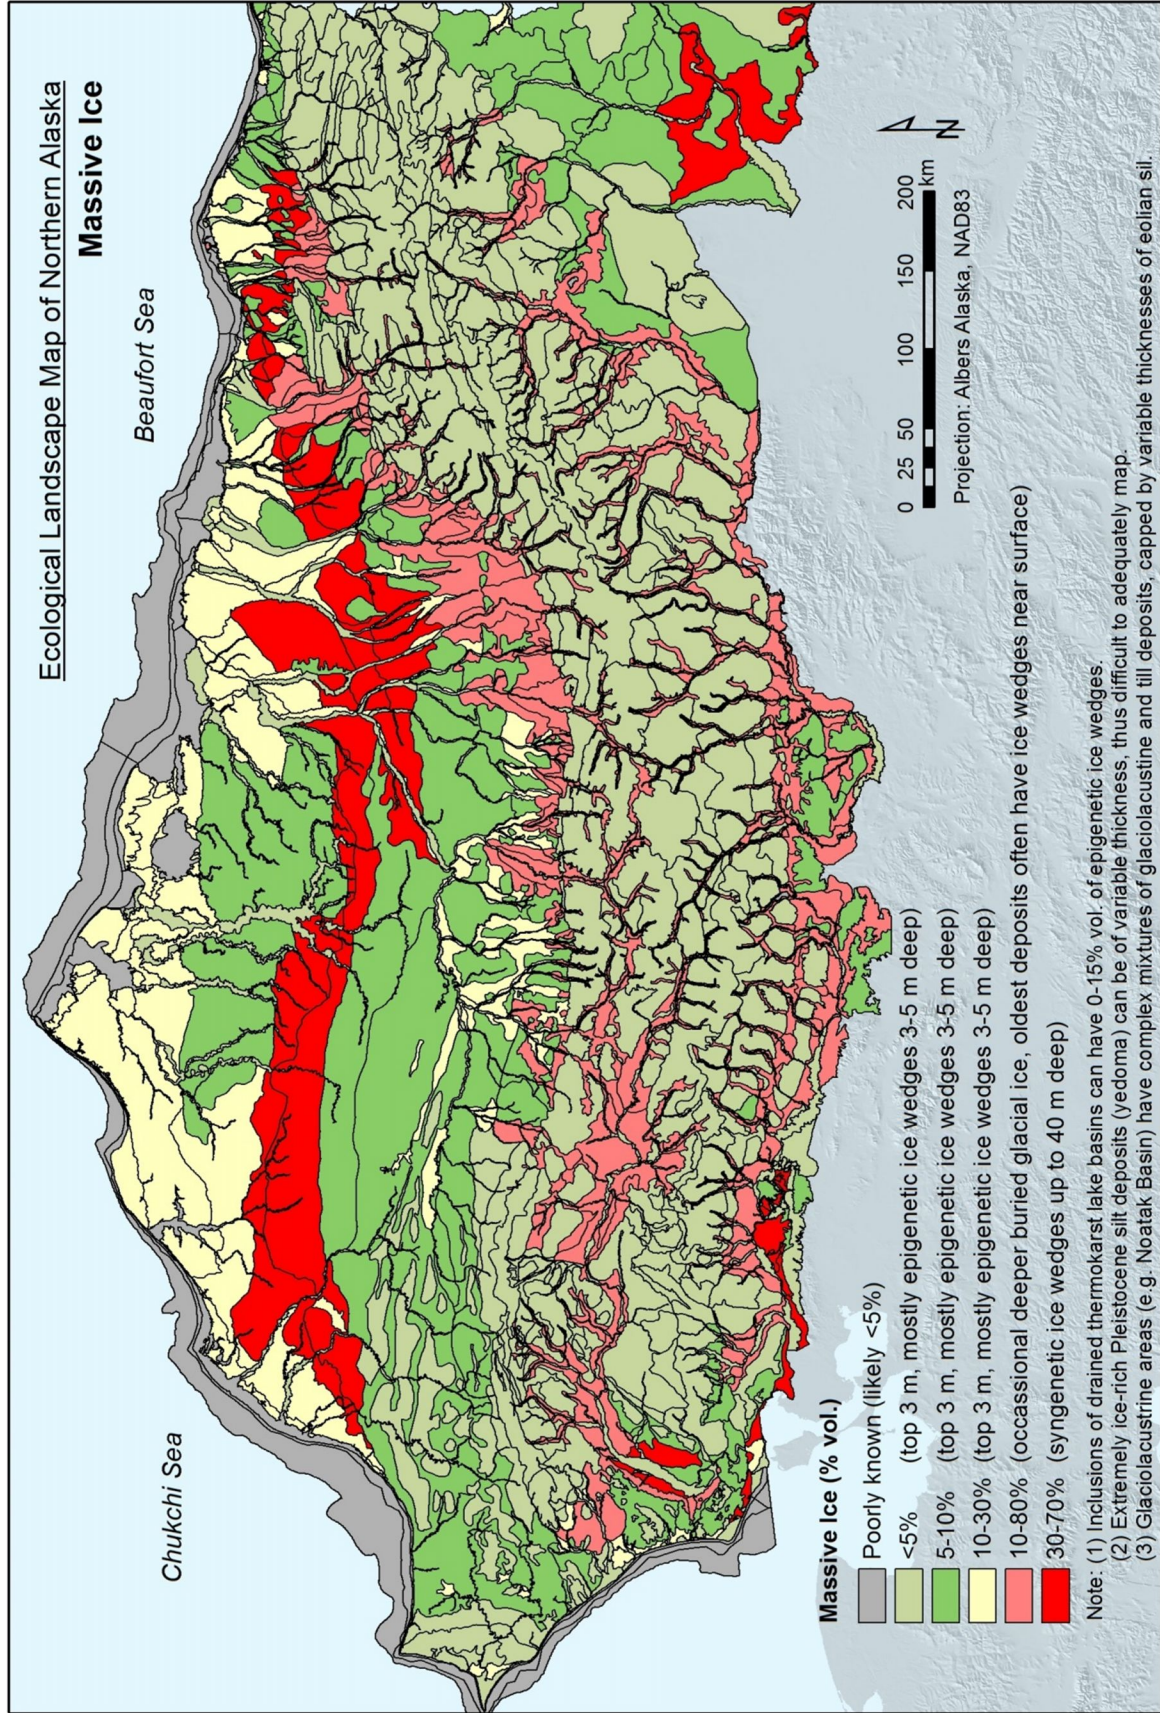 Ecological Landscape Map of Northern Alaska
Massive Ice
Beaufort Sea
Chukchi Sea
Massive Ice (% vol.)
Poorly known (likely <5%)
<5% (top 3 m, mostly epigenetic ice wedges 3-5 m deep)
5-10% (top 3 m, mostly epigenetic ice wedges 3-5 m deep)
10-30% (top 3 m, mostly epigenetic ice wedges 3-5 m deep)
10-80% (occassional deeper buried glacial ice, oldest deposits often have ice wedges near surface)
30-70% (syngenetic ice wedges up to 40 m deep)
N
0 25 50 100 150 200
km
Projection: Albers Alaska, NAD83
Note: (1) Inclusions of drained thermokarst lake basins can have 0-15% vol. of epigenetic ice wedges.
(2) Extremely ice-rich Pleistocene silt deposits (yedoma) can be of variable thickness, thus difficult to adequately map.
(3) Glaciolacustrine areas (e.g. Noatak Basin) have complex mixtures of glaciolacustine and till deposits, capped by variable thicknesses of eolian sil.